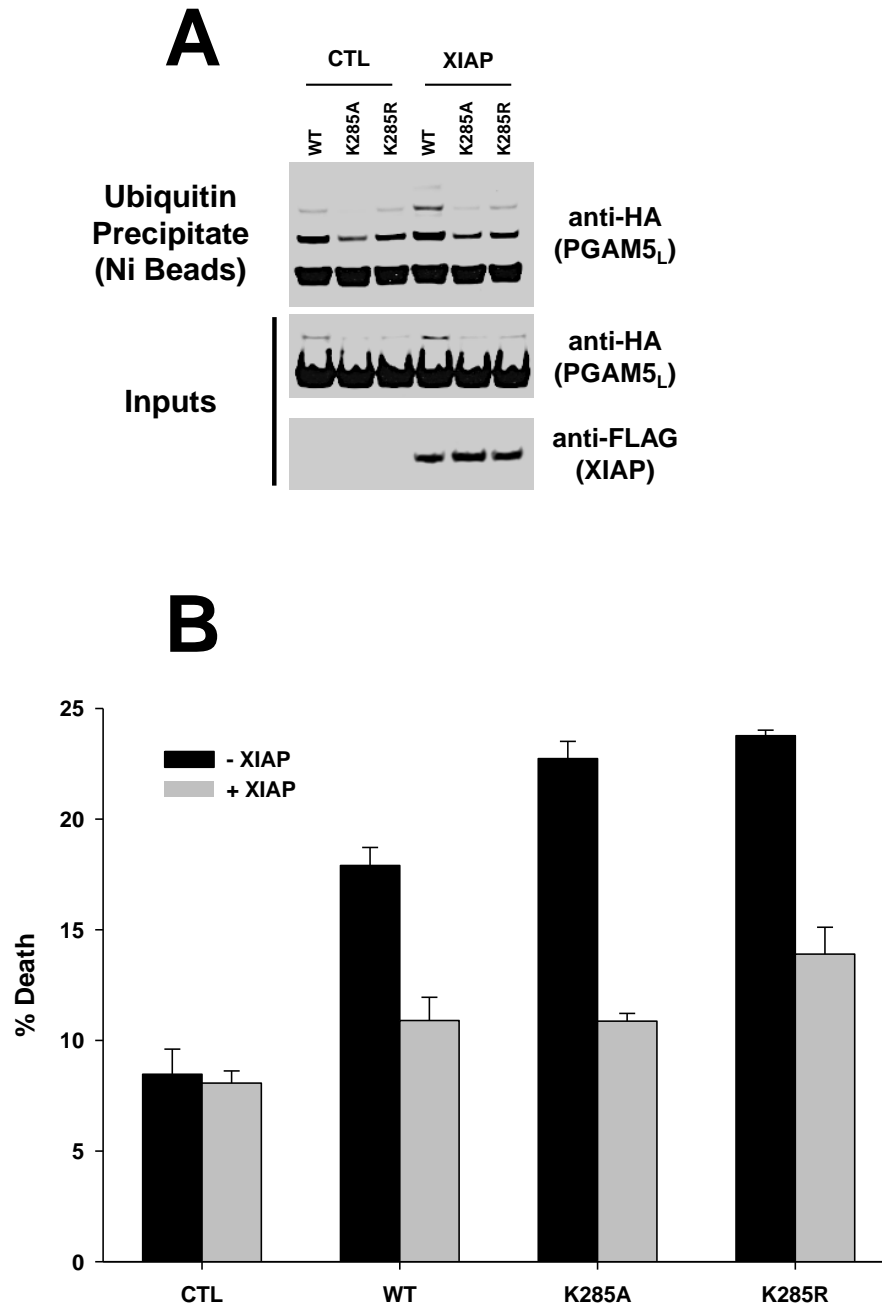 A
CTL XIAP
WT K285A K285R WT K285A K285R
Ubiquitin
Precipitate
(Ni Beads)
anti-HA
(PGAM5L)
Inputs
anti-HA
(PGAM5L)
anti-FLAG
(XIAP)
B
% Death
25
20
15
10
5
0
- XIAP
+ XIAP
CTL WT K285A K285R